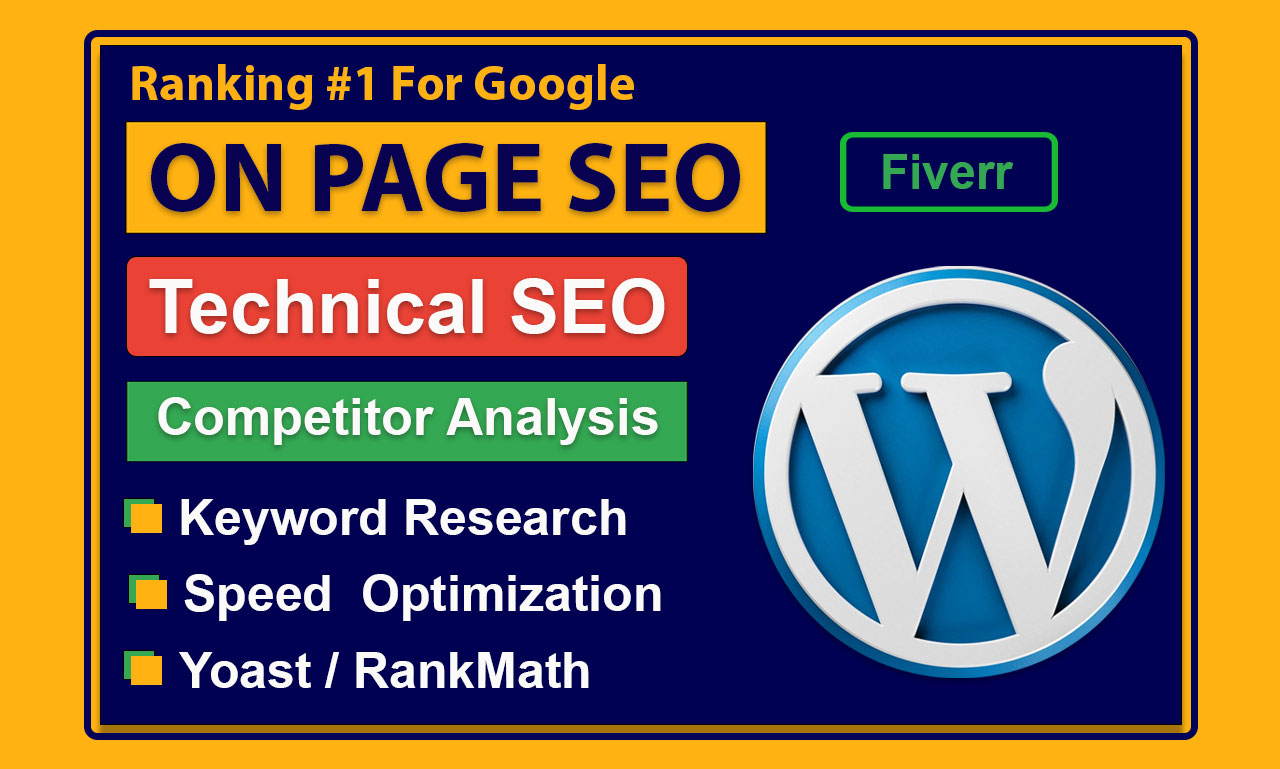 Ranking #1 For Google
ON PAGE SEO
Fiverr
Technical SEO
Competitor Analysis
Keyword Research
Speed Optimization
Yoast / RankMath